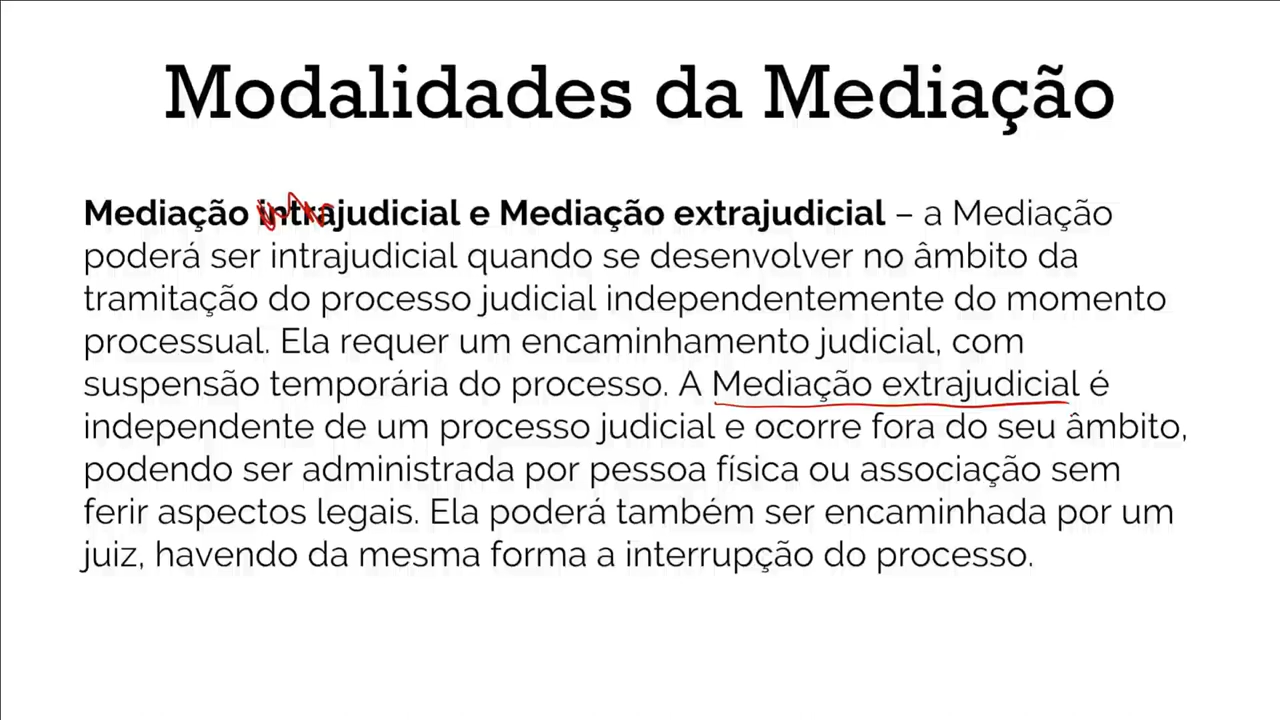 Modalidades da Mediação
Mediação intrajudicial e Mediação extrajudicial – a Mediação
poderá ser intrajudicial quando se desenvolver no âmbito da
tramitação do processo judicial independentemente do momento
processual. Ela requer um encaminhamento judicial, com
suspensão temporária do processo. A Mediação extrajudicial é
independente de um processo judicial e ocorre fora do seu âmbito,
podendo ser administrada por pessoa física ou associação sem
ferir aspectos legais. Ela poderá também ser encaminhada por um
juiz, havendo da mesma forma a interrupção do processo.